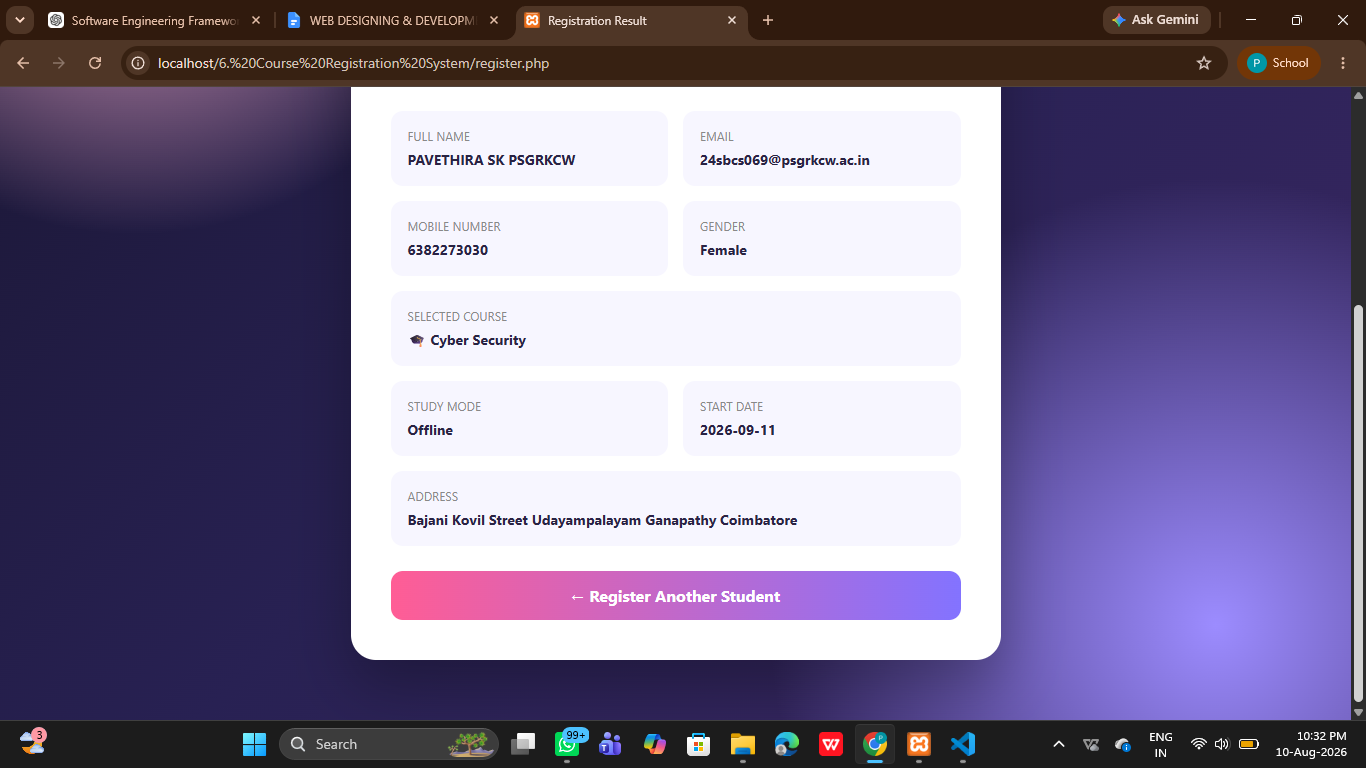 Software Engineering Framewo
WEB DESIGNING & DEVELOPM
Registration Result
Ask Gemini
localhost/6.%20Course%20Registration%20System/register.php
P
School
FULL NAME
PAVETHIRA SK PSGRKCW
EMAIL
24sbcs069@psgrkcw.ac.in
MOBILE NUMBER
6382273030
GENDER
Female
SELECTED COURSE
🎓 Cyber Security
STUDY MODE
Offline
START DATE
2026-09-11
ADDRESS
Bajani Kovil Street Udayampalayam Ganapathy Coimbatore
← Register Another Student
3
Search
99+
ENG
IN
10:32 PM
10-Aug-2026